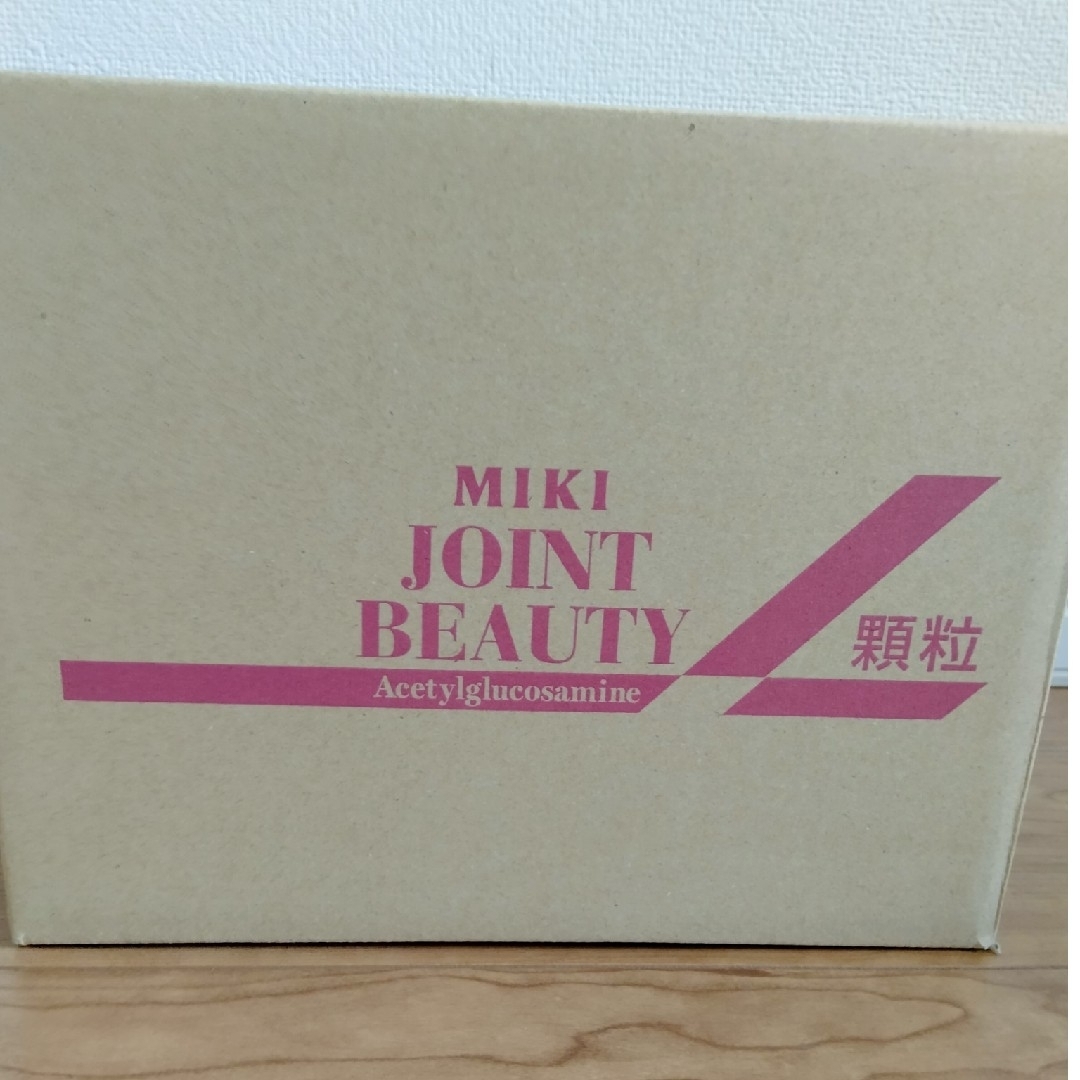 MIKI
JOINT
BEAUTY
Acetylglucosamine
顆粒